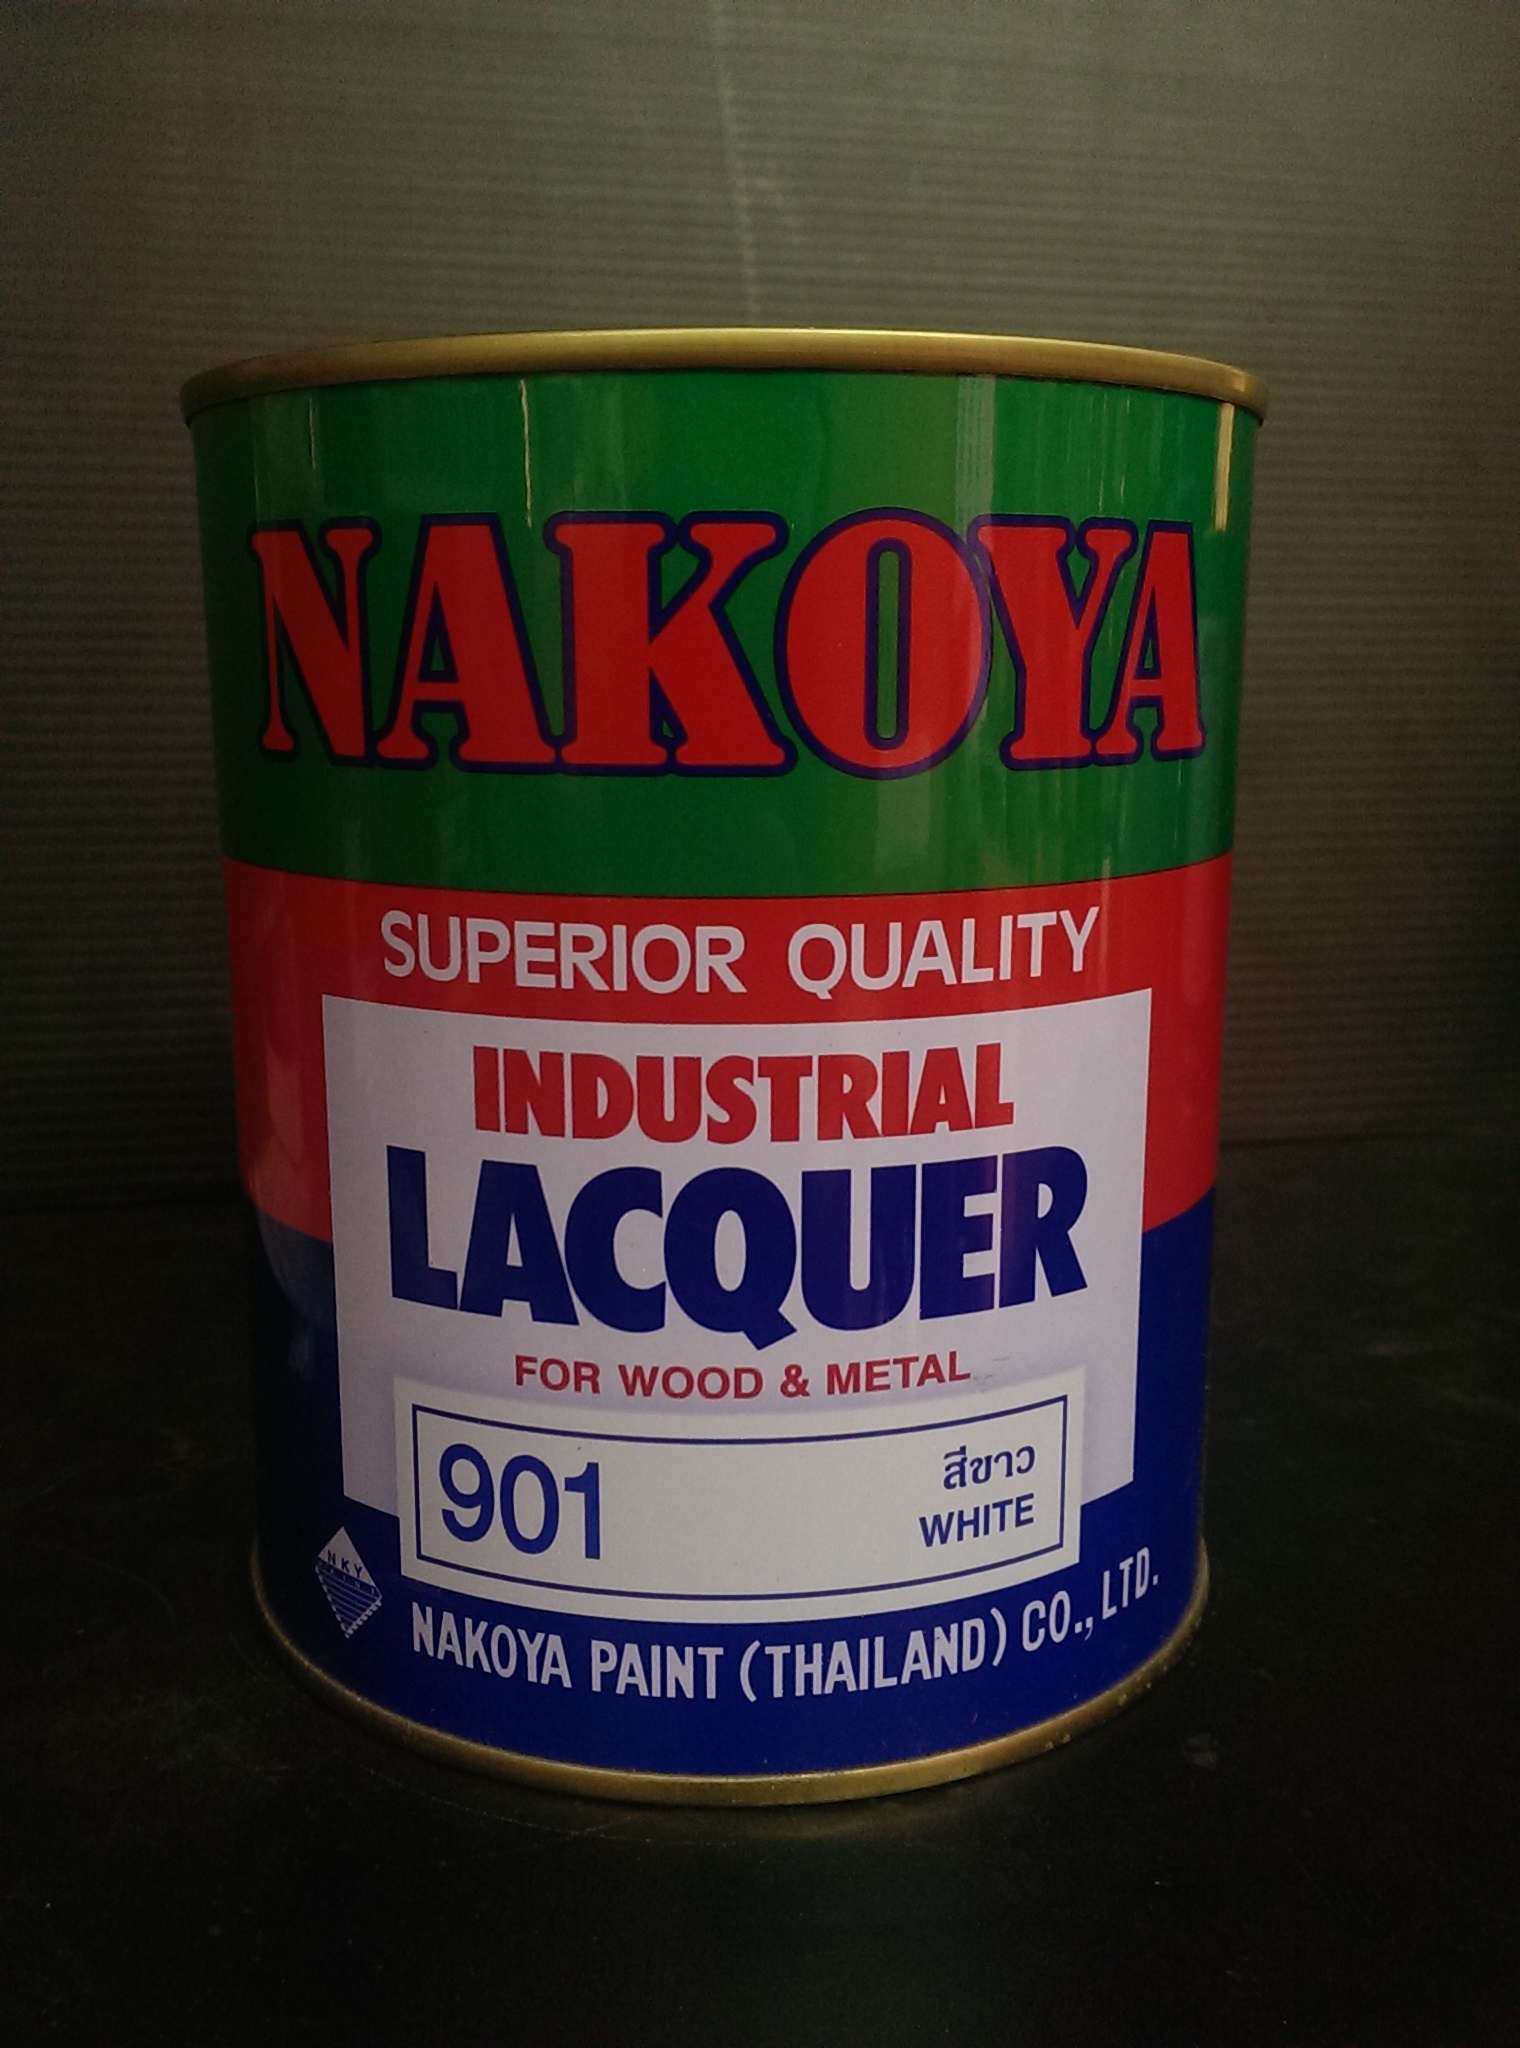 NAKOYA
SUPERIOR QUALITY
INDUSTRIAL
LACQUER
FOR WOOD & METAL
901
สีขาว
WHITE
NKY
NAKOYA PAINT (THAILAND) CO., LTD.